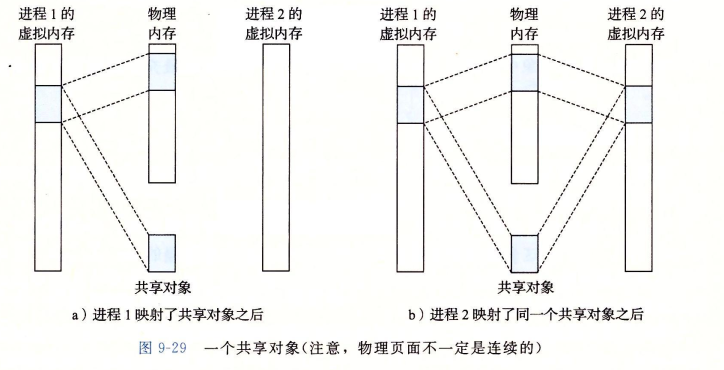 进程1的
虚拟内存
物理
内存
进程2的
虚拟内存
共享对象
a）进程1映射了共享对象之后
进程1的
虚拟内存
物理
内存
进程2的
虚拟内存
共享对象
b）进程2映射了同一个共享对象之后
图 9-29 一个共享对象(注意，物理页面不一定是连续的)